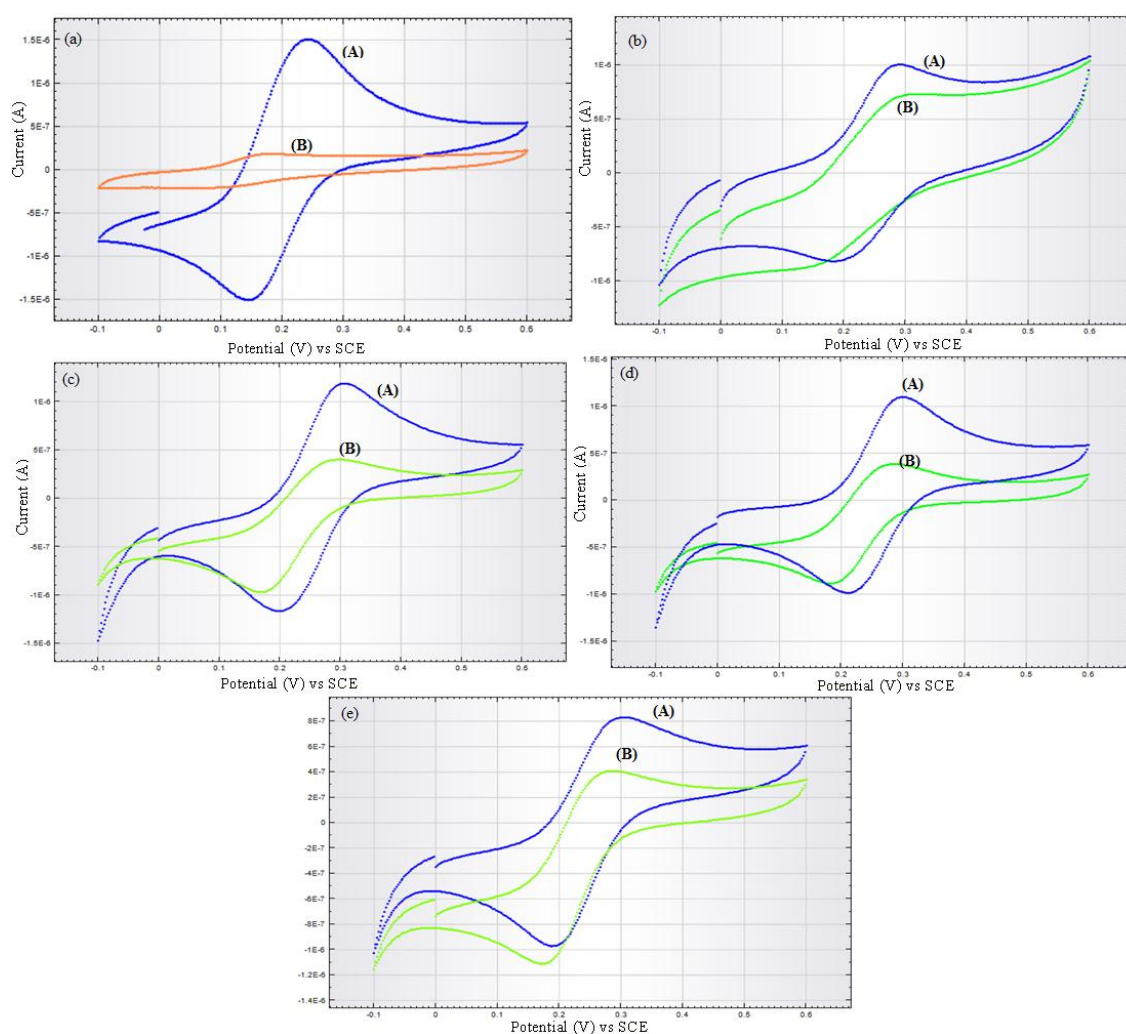 (a)
(A)
(B)
1.5E-6
1E-6
5E-7
0
-5E-7
-1E-6
-1.5E-6
Current (A)
-0.1 0 0.1 0.2 0.3 0.4 0.5 0.6
Potential (V) vs SCE
(b)
(A)
(B)
1E-6
5E-7
0
-5E-7
-1E-6
Current (A)
-0.1 0 0.1 0.2 0.3 0.4 0.5 0.6
Potential (V) vs SCE
(c)
(A)
(B)
1E-6
5E-7
0
-5E-7
-1E-6
-1.5E-6
Current (A)
-0.1 0 0.1 0.2 0.3 0.4 0.5 0.6
Potential (V) vs SCE
(d)
(A)
(B)
1.5E-6
1E-6
5E-7
0
-5E-7
-1E-6
-1.5E-6
Current (A)
-0.1 0 0.1 0.2 0.3 0.4 0.5 0.6
Potential (V) vs SCE
(e)
(A)
(B)
8E-7
6E-7
4E-7
2E-7
0
-2E-7
-4E-7
-6E-7
-8E-7
-1E-6
-1.2E-6
-1.4E-6
Current (A)
-0.1 0 0.1 0.2 0.3 0.4 0.5 0.6
Potential (V) vs SCE